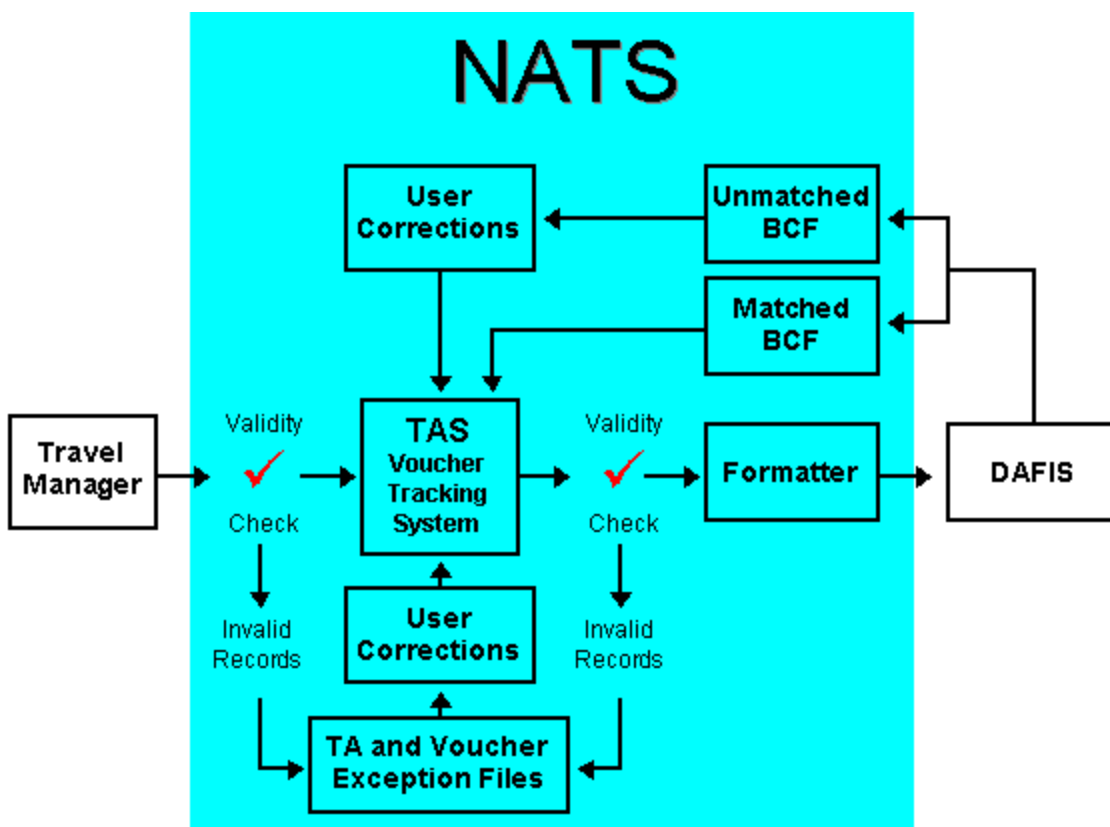 NATS
User
Corrections
Unmatched
BCF
Matched
BCF
Travel
Manager
Validity
Check
TAS
Voucher
Tracking
System
Validity
Check
Formatter
DAFIS
Invalid
Records
User
Corrections
Invalid
Records
TA and Voucher
Exception Files